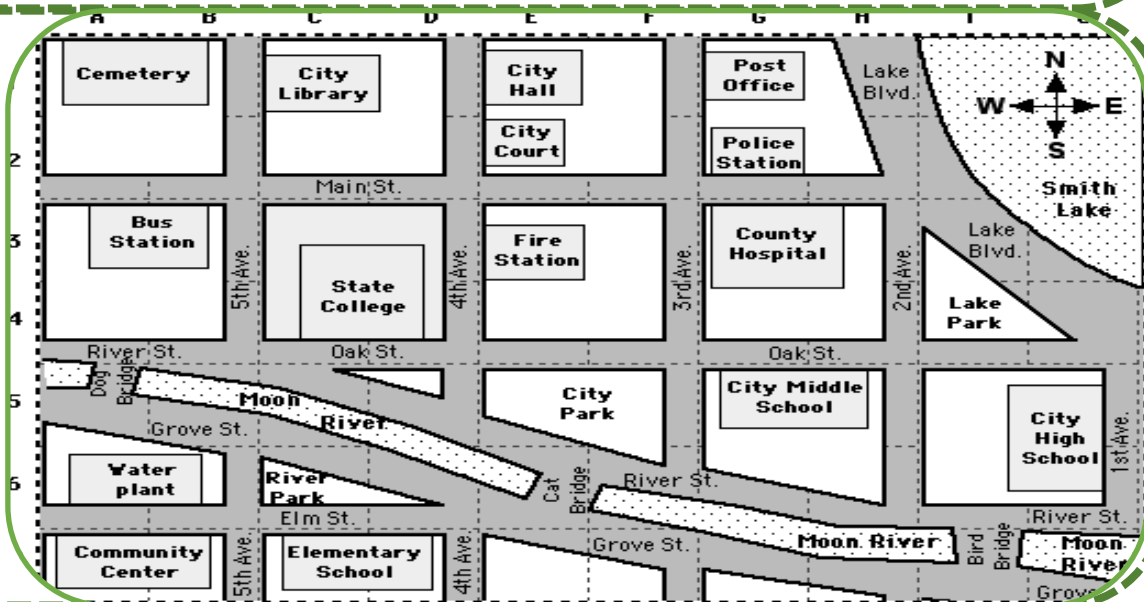 A B C D E F G H I
Cemetery
City
Library
City
Hall
Post
Office
Lake
Blvd.
N
W E
S
City
Court
Police
Station
2
Main St.
Smith
Lake
Bus
Station
3
5th Ave.
State
College
4th Ave.
Fire
Station
3rd Ave.
County
Hospital
2nd Ave.
Lake
Blvd.
4
Lake
Park
River St.
Oak St.
Oak St.
Dog
Bridge
5
Moon
River
City
Park
City Middle
School
City
High
School
1st Ave.
Grove St.
Water
plant
6
River
Park
Cat
Bridge
River St.
Elm St.
River St.
Community
Center
5th Ave.
Elementary
School
4th Ave.
Grove St.
Moon River
Bird
Bridge
Moon
River